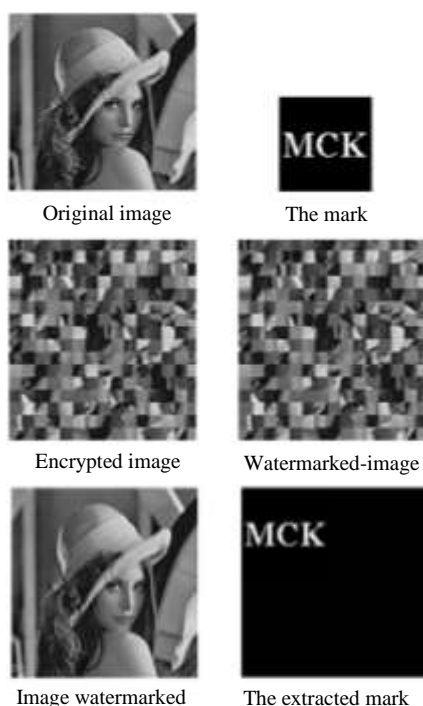 MCK
Original image
The mark
Encrypted image
Watermarked-image
MCK
Image watermarked
The extracted mark